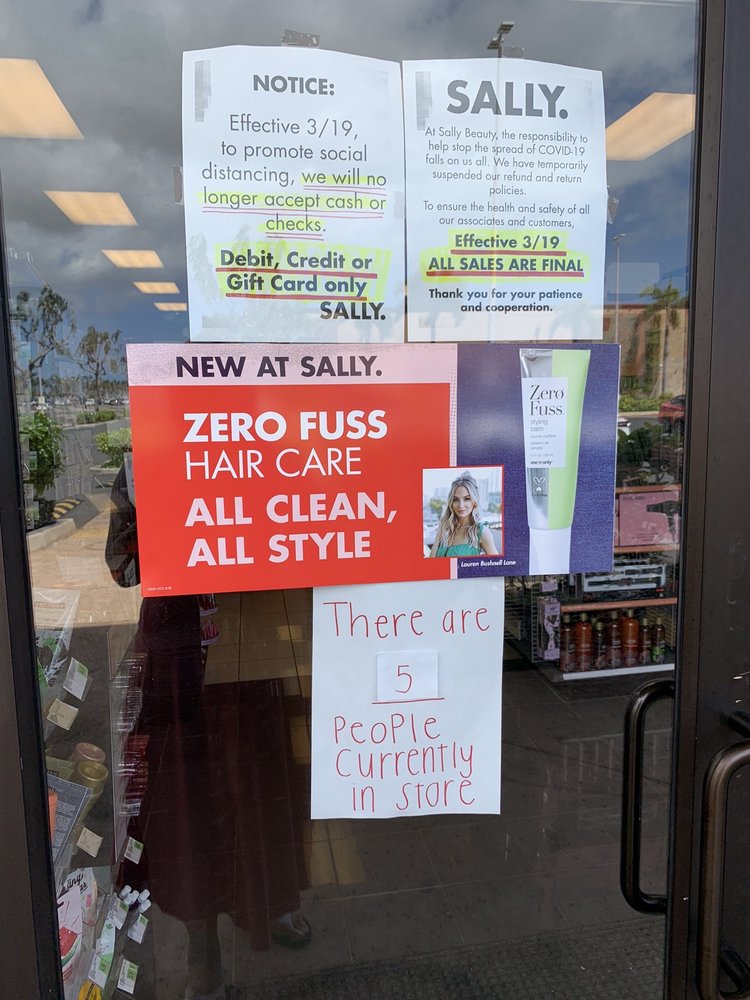 NOTICE:
Effective 3/19,
to promote social
distancing, we will no
longer accept cash or
checks.
Debit, Credit or
Gift Card only
SALLY.
SALLY.
At Sally Beauty, the responsibility to
help stop the spread of COVID-19
falls on us all. We have temporarily
suspended our refund and return
policies.
To ensure the health and safety of all
our associates and customers,
Effective 3/19
ALL SALES ARE FINAL
Thank you for your patience
and cooperation.
NEW AT SALLY.
ZERO FUSS
HAIR CARE
ALL CLEAN,
ALL STYLE
Lauren Bushnell Lane
Zero
Fuss
styling
balm
one n only
There are
5
PeoPle
Currently
in Store